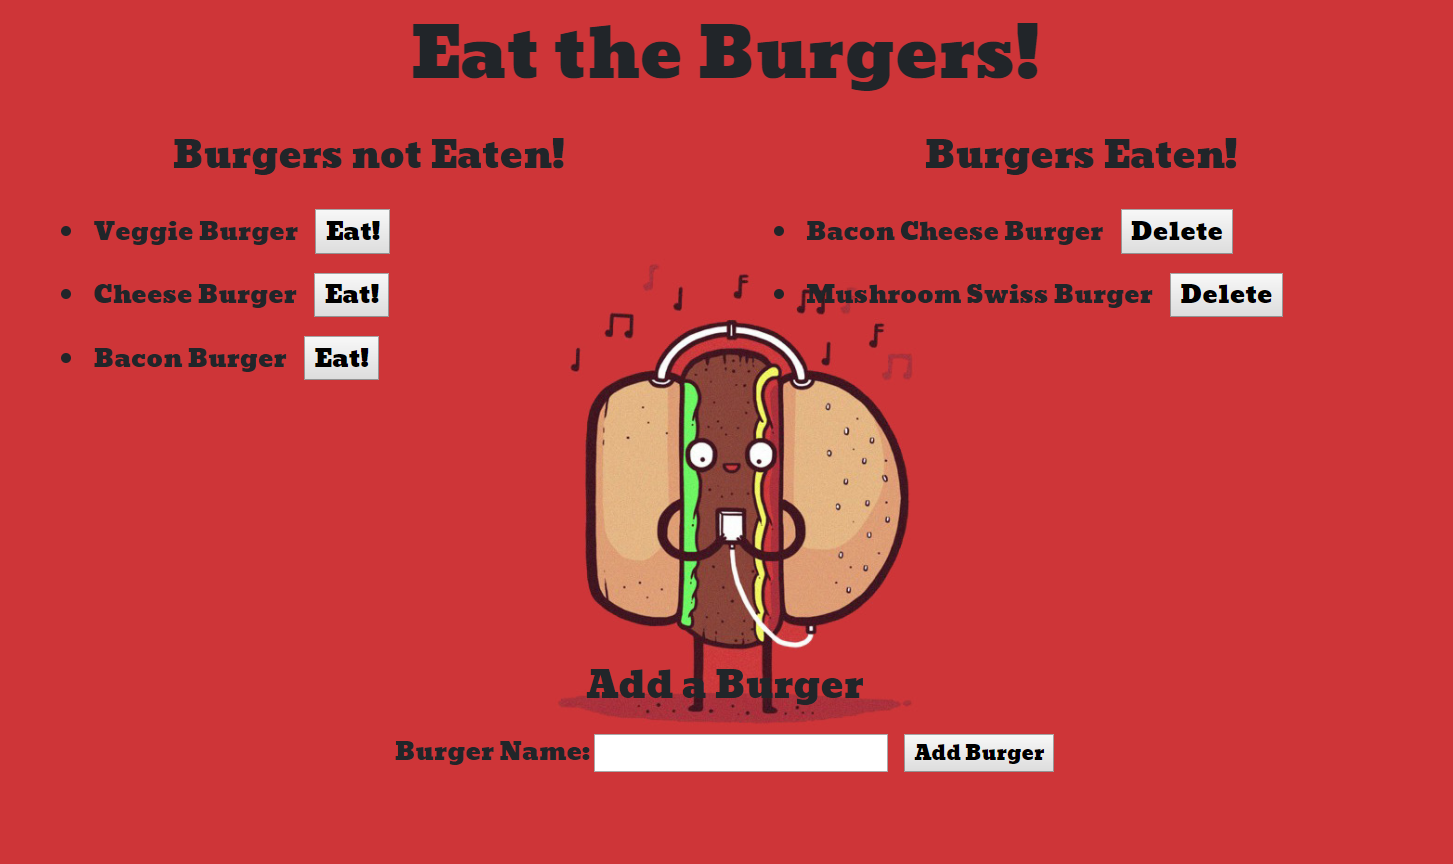 Eat the Burgers!
Burgers not Eaten!
Veggie Burger Eat!
Cheese Burger Eat!
Bacon Burger Eat!
Burgers Eaten!
Bacon Cheese Burger Delete
Mushroom Swiss Burger Delete
Add a Burger
Burger Name: Add Burger